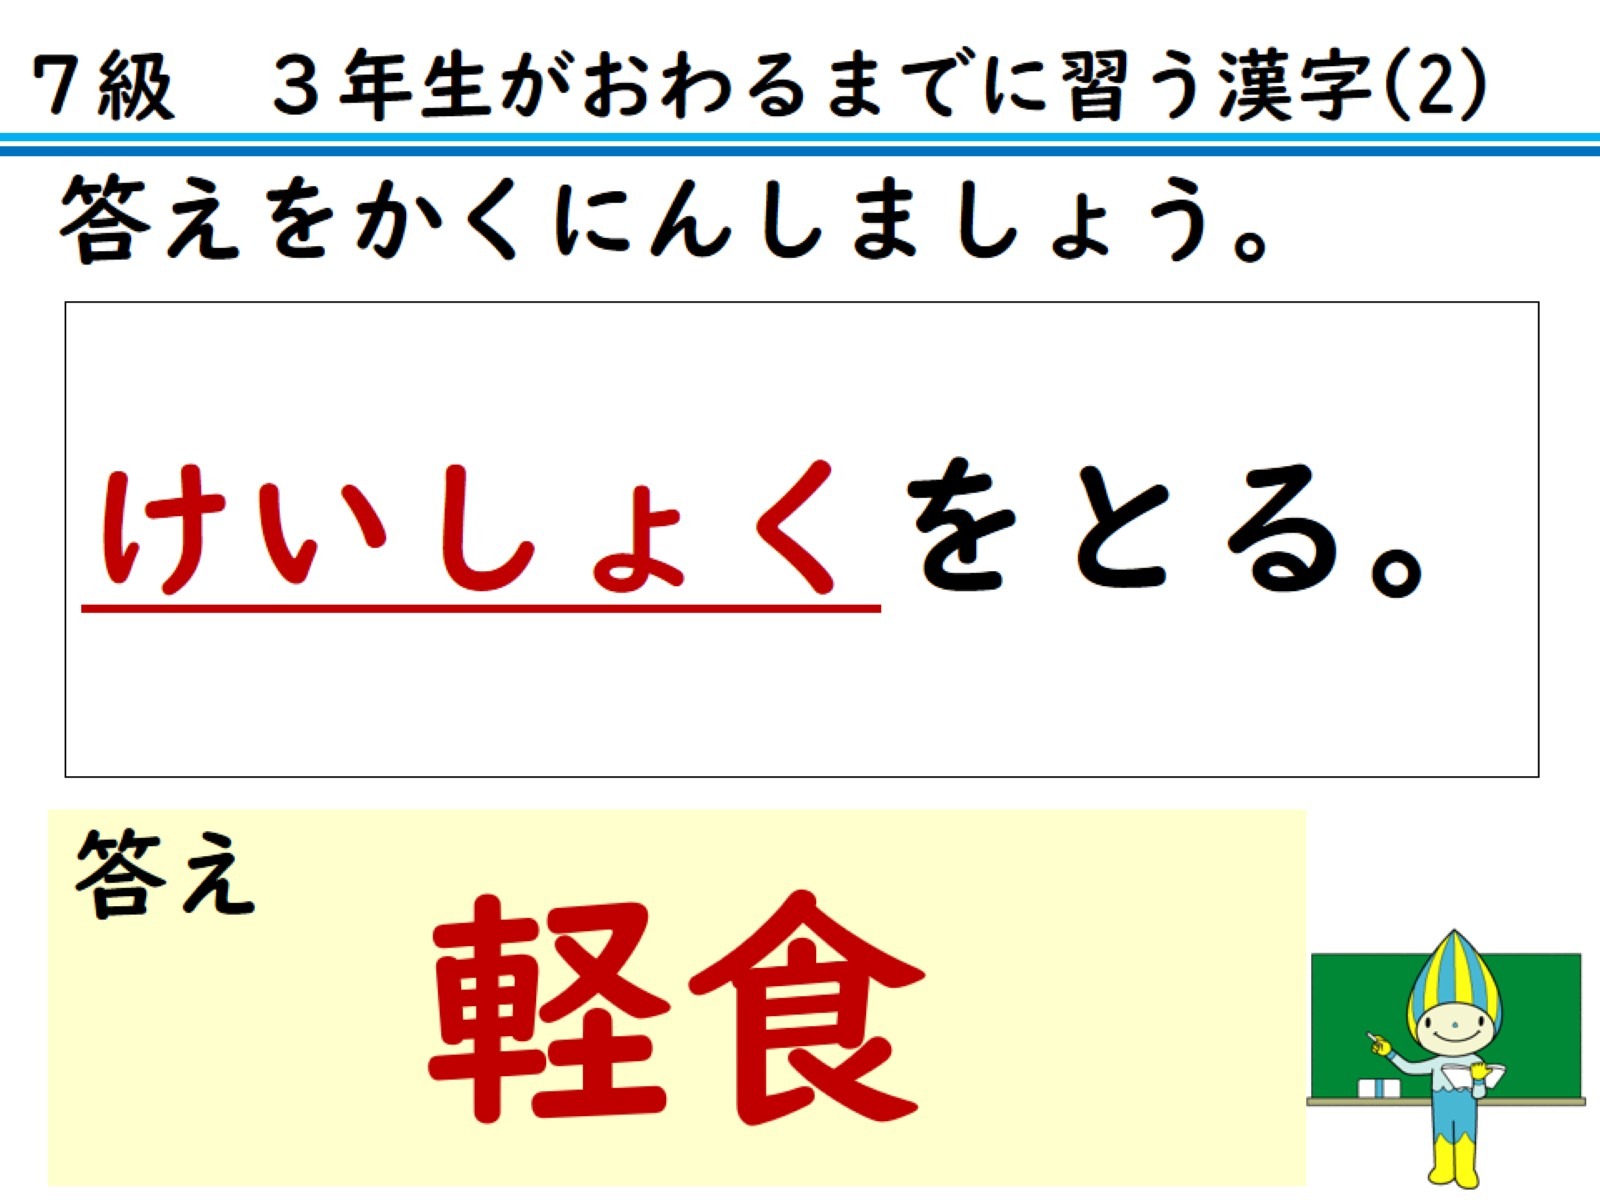 ７級　３年生がおわるまでに習う漢字(2)
答えをかくにんしましょう。
けいしょくをとる。
答え
軽食